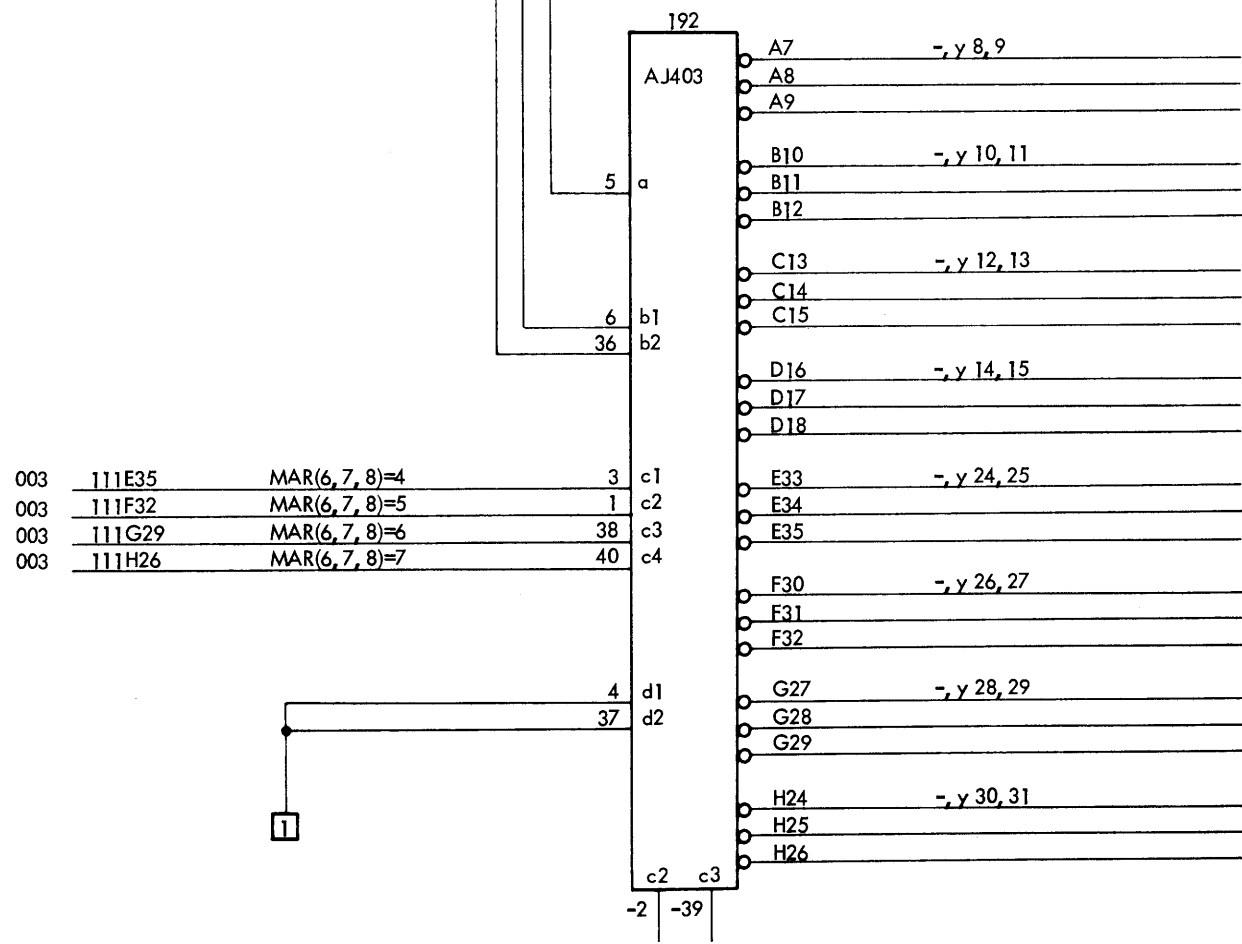 192
AJ403
A7 -, y 8, 9
A8
A9
B10 -, y 10, 11
5 a B11
B12
C13 -, y 12, 13
C14
6 b1 C15
36 b2
D16 -, y 14, 15
D17
D18
003 111E35 MAR(6, 7, 8)=4 3 c1 E33 -, y 24, 25
003 111F32 MAR(6, 7, 8)=5 1 c2 E34
003 111G29 MAR(6, 7, 8)=6 38 c3 E35
003 111H26 MAR(6, 7, 8)=7 40 c4
F30 -, y 26, 27
F31
F32
4 d1 G27 -, y 28, 29
37 d2 G28
G29
H24 -, y 30, 31
1 H25
H26
c2 c3
-2 -39